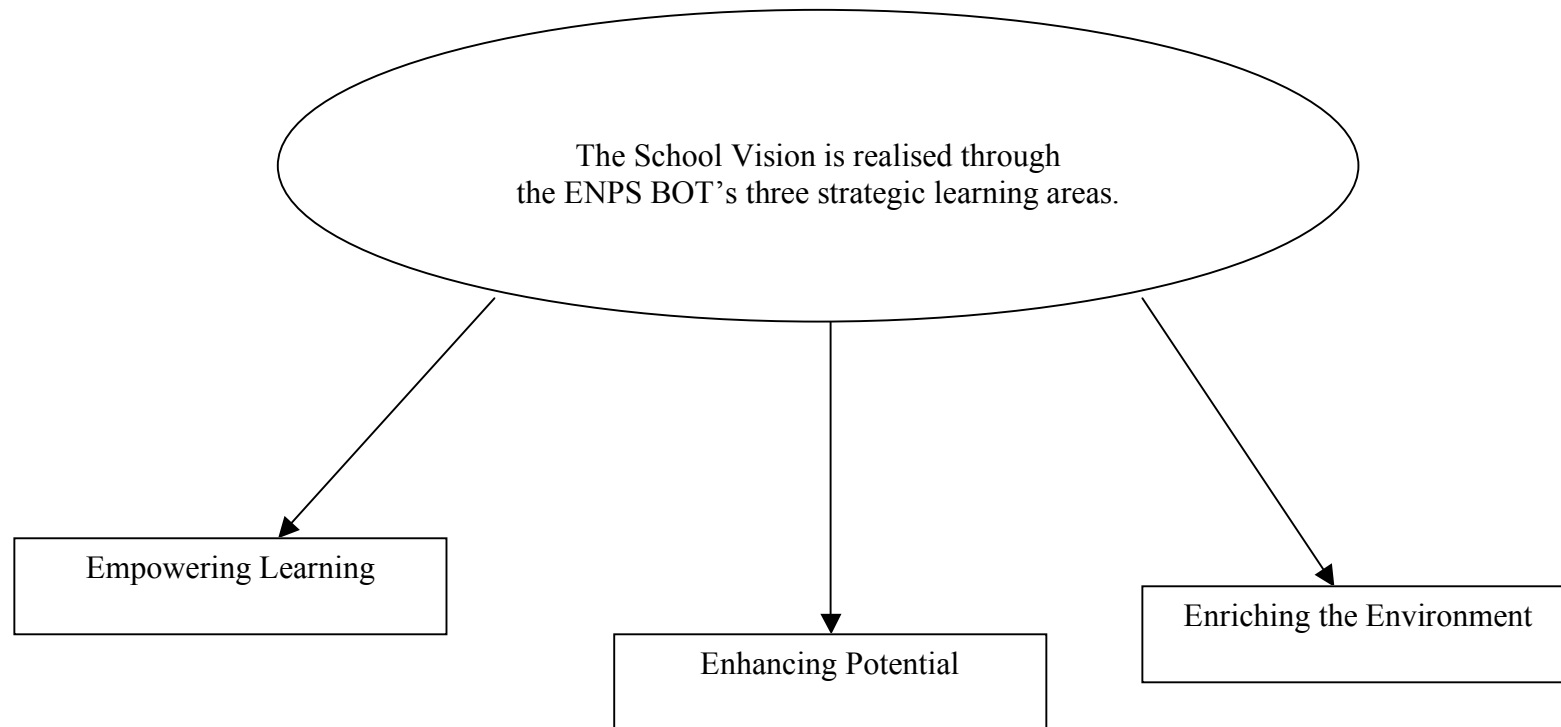 The School Vision is realised through
the ENPS BOT’s three strategic learning areas.
Empowering Learning
Enhancing Potential
Enriching the Environment